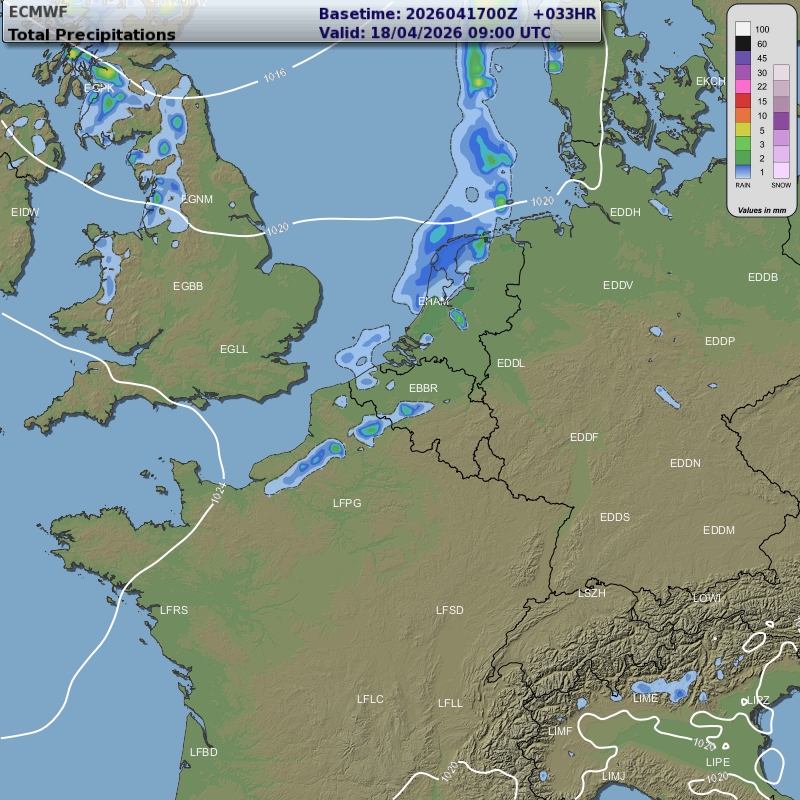 ECMWF
Basetime: 2026041700Z +033HR
Total Precipitations
Valid: 18/04/2026 09:00 UTC
100
60
45
30
22
15
10
5
3
2
1
RAIN SNOW
Values in mm
1016
EGPK
EKCH
EGNM
1020
EIDW
EDDH
1020
EGBB
EDDV
EDDB
EHAM
EGLL
EDDP
EDDL
EBBR
EDDF
EDDN
1024
LFPG
EDDS
EDDM
LSZH
LOWI
LFRS
LFSD
LFLC
LFLL
LIME
LIPZ
LIMF
1020
LFBD
LIPE
1020
LIMJ
1020